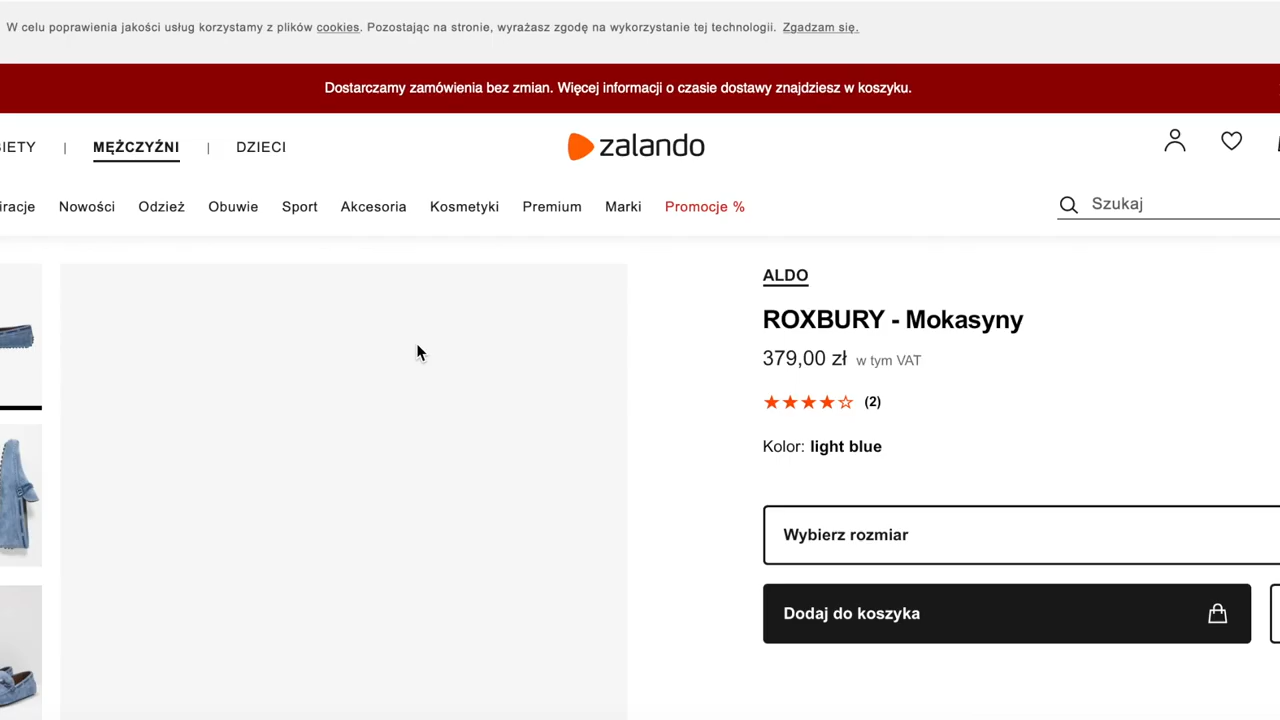 W celu poprawienia jakości usług korzystamy z plików cookies. Pozostając na stronie, wyrażasz zgodę na wykorzystanie tej technologii. Zgadzam się.
Dostarczamy zamówienia bez zmian. Więcej informacji o czasie dostawy znajdziesz w koszyku.
IETY | MĘŻCZYŹNI | DZIECI
zalando
iracje Nowości Odzież Obuwie Sport Akcesoria Kosmetyki Premium Marki Promocje %
Szukaj
ALDO
ROXBURY - Mokasyny
379,00 zł w tym VAT
(2)
Kolor: light blue
Wybierz rozmiar
Dodaj do koszyka